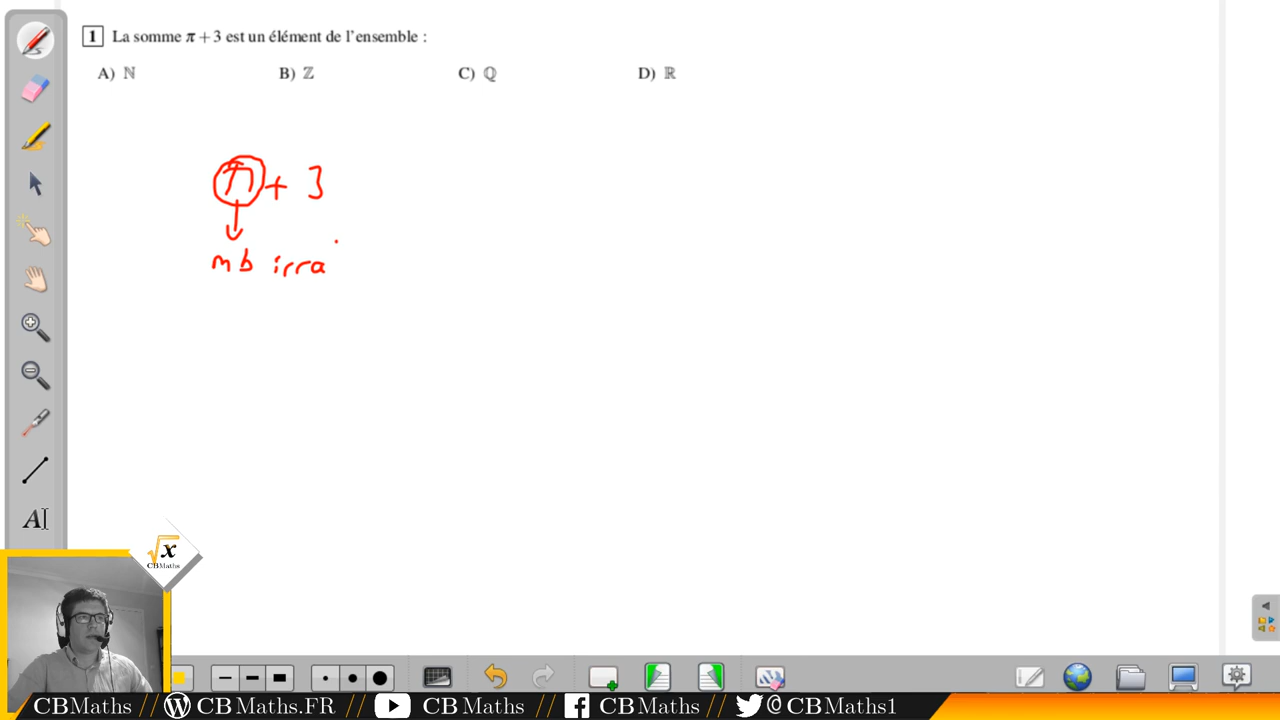 1 La somme π + 3 est un élément de l'ensemble :
A) ℕ B) ℤ C) ℚ D) ℝ
π + 3
nb irra
A
√x
CBMaths
CBMaths // CBMaths.FR // CBMaths // CBMaths // @CBMaths1